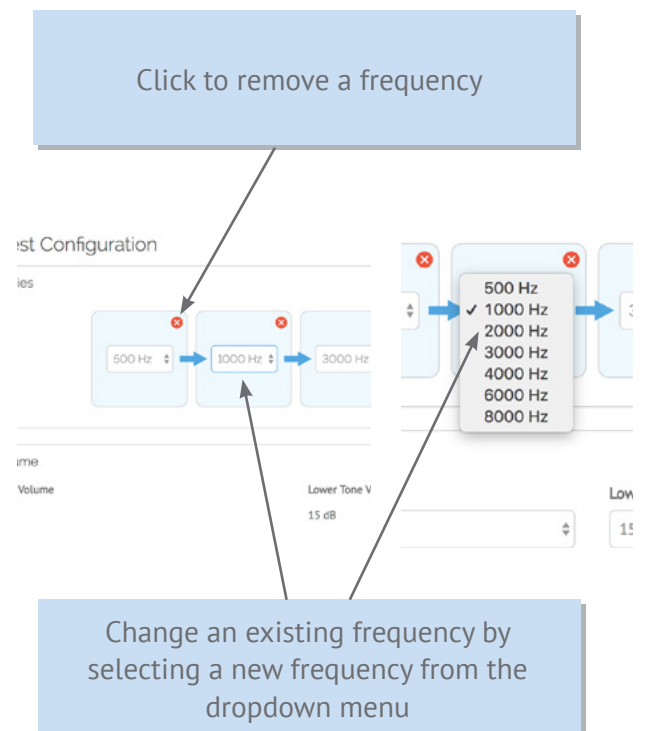 Click to remove a frequency
est Configuration
ies
500 Hz
1000 Hz
3000 Hz
ume
Volume
Lower Tone V
15 dB
500 Hz
✓ 1000 Hz
2000 Hz
3000 Hz
4000 Hz
6000 Hz
8000 Hz
3
Low
15
Change an existing frequency by
selecting a new frequency from the
dropdown menu